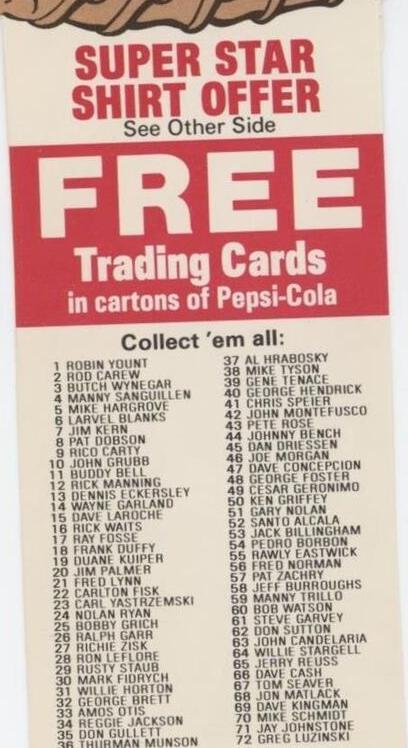 SUPER STAR
SHIRT OFFER
See Other Side
FREE
Trading Cards
in cartons of Pepsi-Cola
Collect 'em all:
1 ROBIN YOUNT
2 ROD CAREW
3 BUTCH WYNEGAR
4 MANNY SANGUILLEN
5 MIKE HARGROVE
6 LARVEL BLANKS
7 JIM KERN
8 PAT DOBSON
9 RICO CARTY
10 JOHN GRUBB
11 BUDDY BELL
12 RICK MANNING
13 DENNIS ECKERSLEY
14 WAYNE GARLAND
15 DAVE LAROCHE
16 RICK WAITS
17 RAY FOSSE
18 FRANK DUFFY
19 DUANE KUIPER
20 JIM PALMER
21 FRED LYNN
22 CARLTON FISK
23 CARL YASTRZEMSKI
24 NOLAN RYAN
25 BOBBY GRICH
26 RALPH GARR
27 RICHIE ZISK
28 RON LEFLORE
29 RUSTY STAUB
30 MARK FIDRYCH
31 WILLIE HORTON
32 GEORGE BRETT
33 AMOS OTIS
34 REGGIE JACKSON
35 DON GULLETT
36 THURMAN MUNSON
37 AL HRABOSKY
38 MIKE TYSON
39 GENE TENACE
40 GEORGE HENDRICK
41 CHRIS SPEIER
42 JOHN MONTEFUSCO
43 PETE ROSE
44 JOHNNY BENCH
45 DAN DRIESSEN
46 JOE MORGAN
47 DAVE CONCEPCION
48 GEORGE FOSTER
49 CESAR GERONIMO
50 KEN GRIFFEY
51 GARY NOLAN
52 SANTO ALCALA
53 JACK BILLINGHAM
54 PEDRO BORBON
55 RAWLY EASTWICK
56 FRED NORMAN
57 PAT ZACHRY
58 JEFF BURROUGHS
59 MANNY TRILLO
60 BOB WATSON
61 STEVE GARVEY
62 DON SUTTON
63 JOHN CANDELARIA
64 WILLIE STARGELL
65 JERRY REUSS
66 DAVE CASH
67 TOM SEAVER
68 JON MATLACK
69 DAVE KINGMAN
70 MIKE SCHMIDT
71 JAY JOHNSTONE
72 GREG LUZINSKI